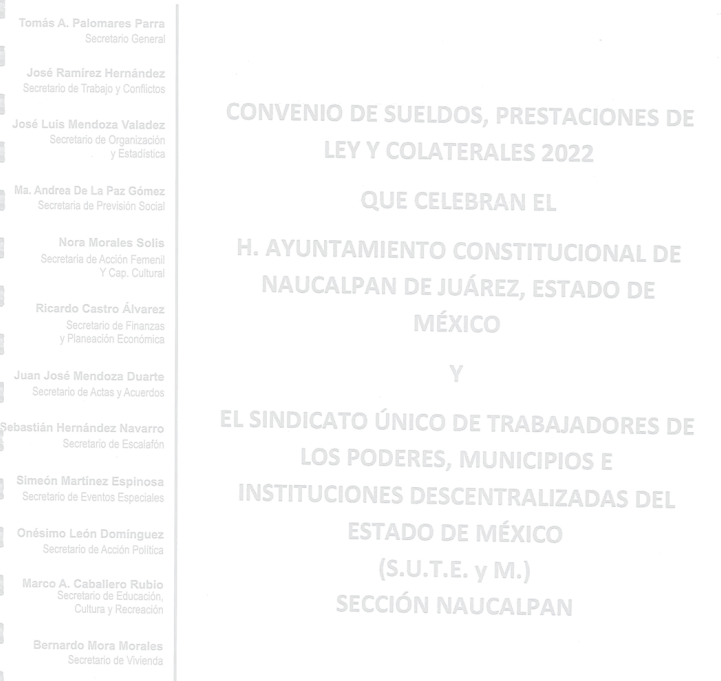 Tomás A. Palomares Parra
Secretario General
José Ramírez Hernández
Secretario de Trabajo y Conflictos
José Luis Mendoza Valadez
Secretario de Organización
y Estadística
Ma. Andrea De La Paz Gómez
Secretaria de Previsión Social
Nora Morales Solis
Secretaria de Acción Femenil
Y Cap. Cultural
Ricardo Castro Álvarez
Secretario de Finanzas
y Planeación Económica
Juan José Mendoza Duarte
Secretario de Actas y Acuerdos
Sebastián Hernández Navarro
Secretario de Escalafón
Simeón Martínez Espinosa
Secretario de Eventos Especiales
Onésimo León Domínguez
Secretario de Acción Política
Marco A. Caballero Rubio
Secretario de Educación,
Cultura y Recreación
Bernardo Mora Morales
Secretario de Vivienda
CONVENIO DE SUELDOS, PRESTACIONES DE
LEY Y COLATERALES 2022
QUE CELEBRAN EL
H. AYUNTAMIENTO CONSTITUCIONAL DE
NAUCALPAN DE JUÁREZ, ESTADO DE
MÉXICO
Y
EL SINDICATO ÚNICO DE TRABAJADORES DE
LOS PODERES, MUNICIPIOS E
INSTITUCIONES DESCENTRALIZADAS DEL
ESTADO DE MÉXICO
(S.U.T.E. y M.)
SECCIÓN NAUCALPAN